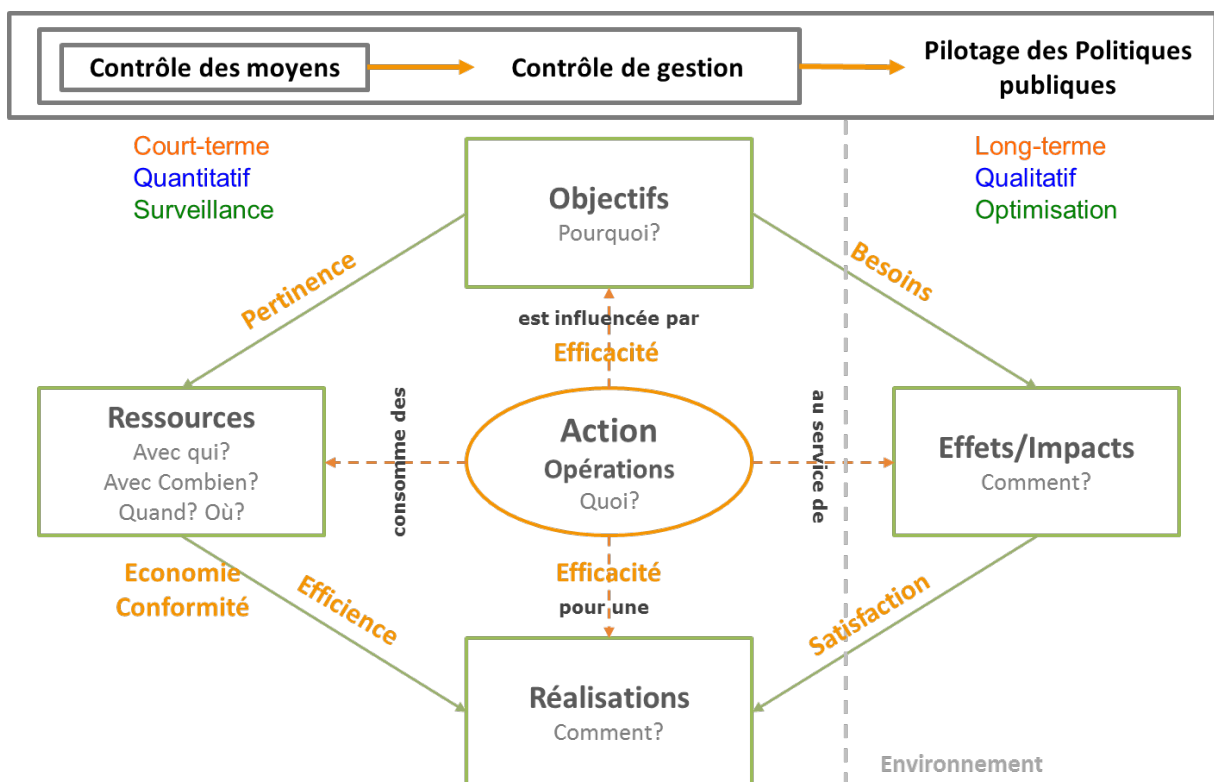 Contrôle des moyens
Contrôle de gestion
Pilotage des Politiques
publiques
Court-terme
Quantitatif
Surveillance
Long-terme
Qualitatif
Optimisation
Objectifs
Pourquoi?
Pertinence
Besoins
est influencée par
Efficacité
Ressources
Avec qui?
Avec Combien?
Quand? Où?
consomme des
Action
Opérations
Quoi?
au service de
Effets/Impacts
Comment?
Economie
Conformité
Efficience
Efficacité
pour une
Satisfaction
Réalisations
Comment?
Environnement